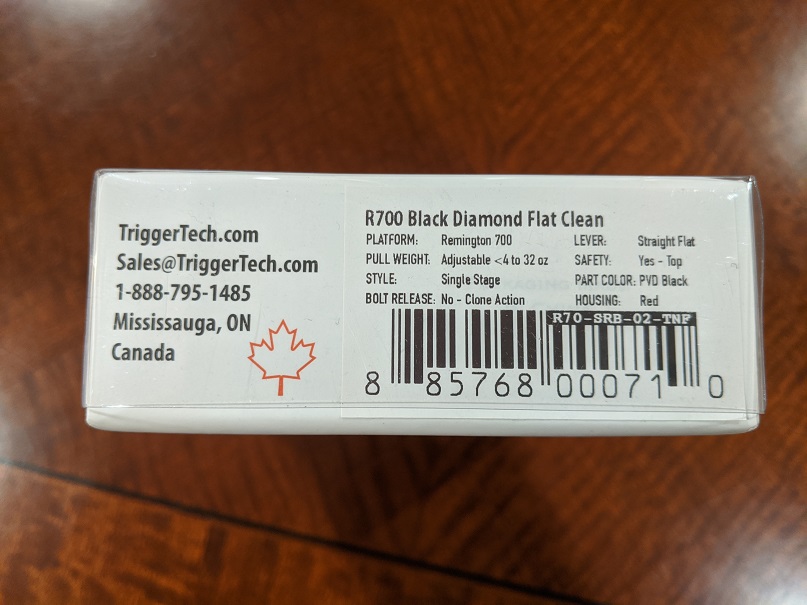 TriggerTech.com
Sales@TriggerTech.com
1-888-795-1485
Mississauga, ON
Canada
R700 Black Diamond Flat Clean
PLATFORM: Remington 700 LEVER: Straight Flat
PULL WEIGHT: Adjustable <4 to 32 oz SAFETY: Yes - Top
STYLE: Single Stage PART COLOR: PVD Black
BOLT RELEASE: No - Clone Action HOUSING: Red
R70-SRB-02-TNF
8 85768 00071 0